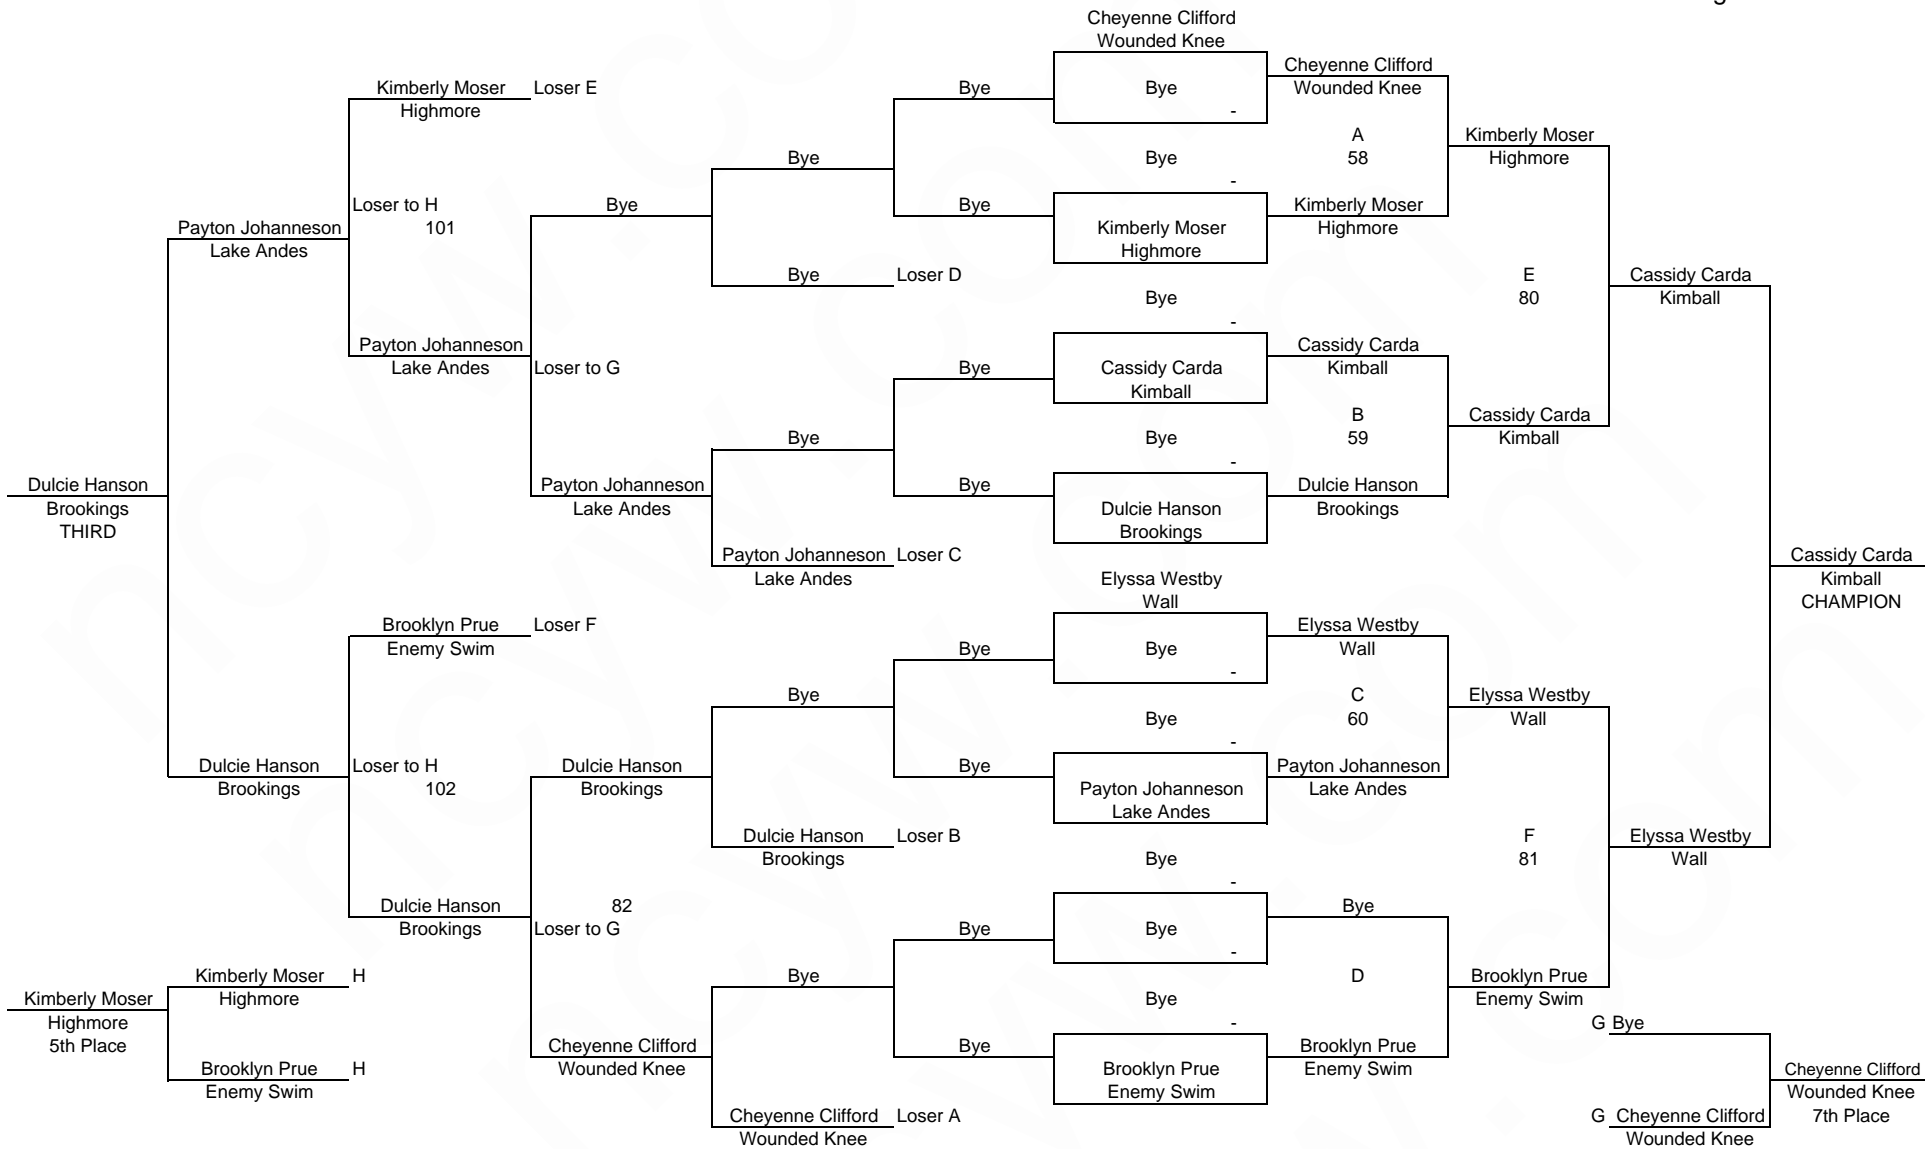 g
Cheyenne Clifford
Wounded Knee
Cheyenne Clifford
Kimberly Moser Loser E Bye Bye Wounded Knee
Highmore -
A Kimberly Moser
Bye Bye 58 Highmore
-
Loser to H Bye Bye Kimberly Moser
Payton Johanneson 101 Kimberly Moser Highmore
Lake Andes Highmore
Bye Loser D E Cassidy Carda
Bye 80 Kimball
-
Payton Johanneson Cassidy Carda
Lake Andes Loser to G Bye Cassidy Carda Kimball
Kimball
B Cassidy Carda
Bye Bye 59 Kimball
-
Dulcie Hanson Payton Johanneson Bye Dulcie Hanson
Brookings Lake Andes Dulcie Hanson Brookings
THIRD Brookings
Payton Johanneson Loser C Cassidy Carda
Lake Andes Elyssa Westby Kimball
Wall CHAMPION
Brooklyn Prue Loser F Elyssa Westby
Enemy Swim Bye Bye Wall
-
Bye C Elyssa Westby
Bye 60 Wall
-
Dulcie Hanson Loser to H Dulcie Hanson Bye Payton Johanneson
Brookings 102 Brookings Payton Johanneson Lake Andes
Lake Andes
Dulcie Hanson Loser B F Elyssa Westby
Brookings Bye 81 Wall
-
Dulcie Hanson 82 Bye
Brookings Loser to G Bye Bye
-
Kimberly Moser H Bye D Brooklyn Prue
Kimberly Moser Highmore Bye Enemy Swim
Highmore - G Bye
5th Place Cheyenne Clifford Bye Brooklyn Prue
Brooklyn Prue H Wounded Knee Brooklyn Prue Enemy Swim Cheyenne Clifford
Enemy Swim Enemy Swim Wounded Knee
Cheyenne Clifford Loser A G Cheyenne Clifford 7th Place
Wounded Knee Wounded Knee